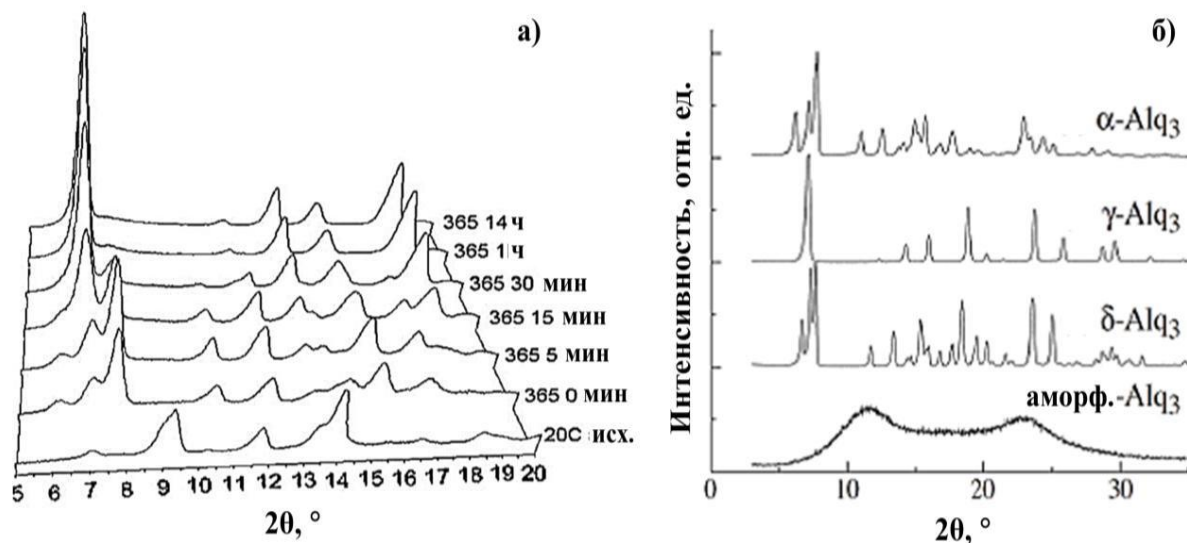 а)
365 14 ч
365 1 ч
365 30 мин
365 15 мин
365 5 мин
365 0 мин
20С исх.
5 6 7 8 9 10 11 12 13 14 15 16 17 18 19 20
2θ, °
б)
Интенсивность, отн. ед.
α-Alq3
γ-Alq3
δ-Alq3
аморф.-Alq3
0 10 20 30
2θ, °